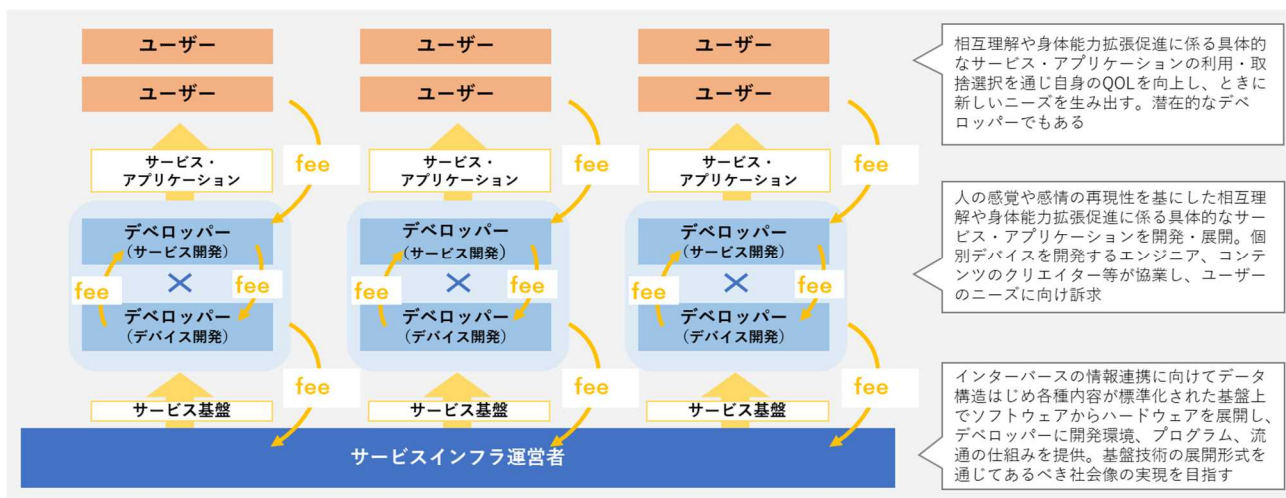 ユーザー
ユーザー
ユーザー
ユーザー
ユーザー
ユーザー
サービス・
アプリケーション
fee
サービス・
アプリケーション
fee
サービス・
アプリケーション
fee
デベロッパー
(サービス開発)
fee
×
fee
デベロッパー
(デバイス開発)
デベロッパー
(サービス開発)
fee
×
fee
デベロッパー
(デバイス開発)
デベロッパー
(サービス開発)
fee
×
fee
デベロッパー
(デバイス開発)
fee
サービス基盤
fee
サービス基盤
fee
サービス基盤
サービスインフラ運営者
相互理解や身体能力拡張促進に係る具体的
なサービス・アプリケーションの利用・取
捨選択を通じ自身のQOLを向上し、ときに
新しいニーズを生み出す。潜在的なデベ
ロッパーでもある
人の感覚や感情の再現性を基にした相互理
解や身体能力拡張促進に係る具体的なサー
ビス・アプリケーションを開発・展開。個
別デバイスを開発するエンジニア、コンテ
ンツのクリエイター等が協業し、ユーザー
のニーズに向け訴求
インターバースの情報連携に向けてデータ
構造はじめ各種内容が標準化された基盤上
でソフトウェアからハードウェアを展開し、
デベロッパーに開発環境、プログラム、流
通の仕組みを提供。基盤技術の展開形式を
通じてあるべき社会像の実現を目指す